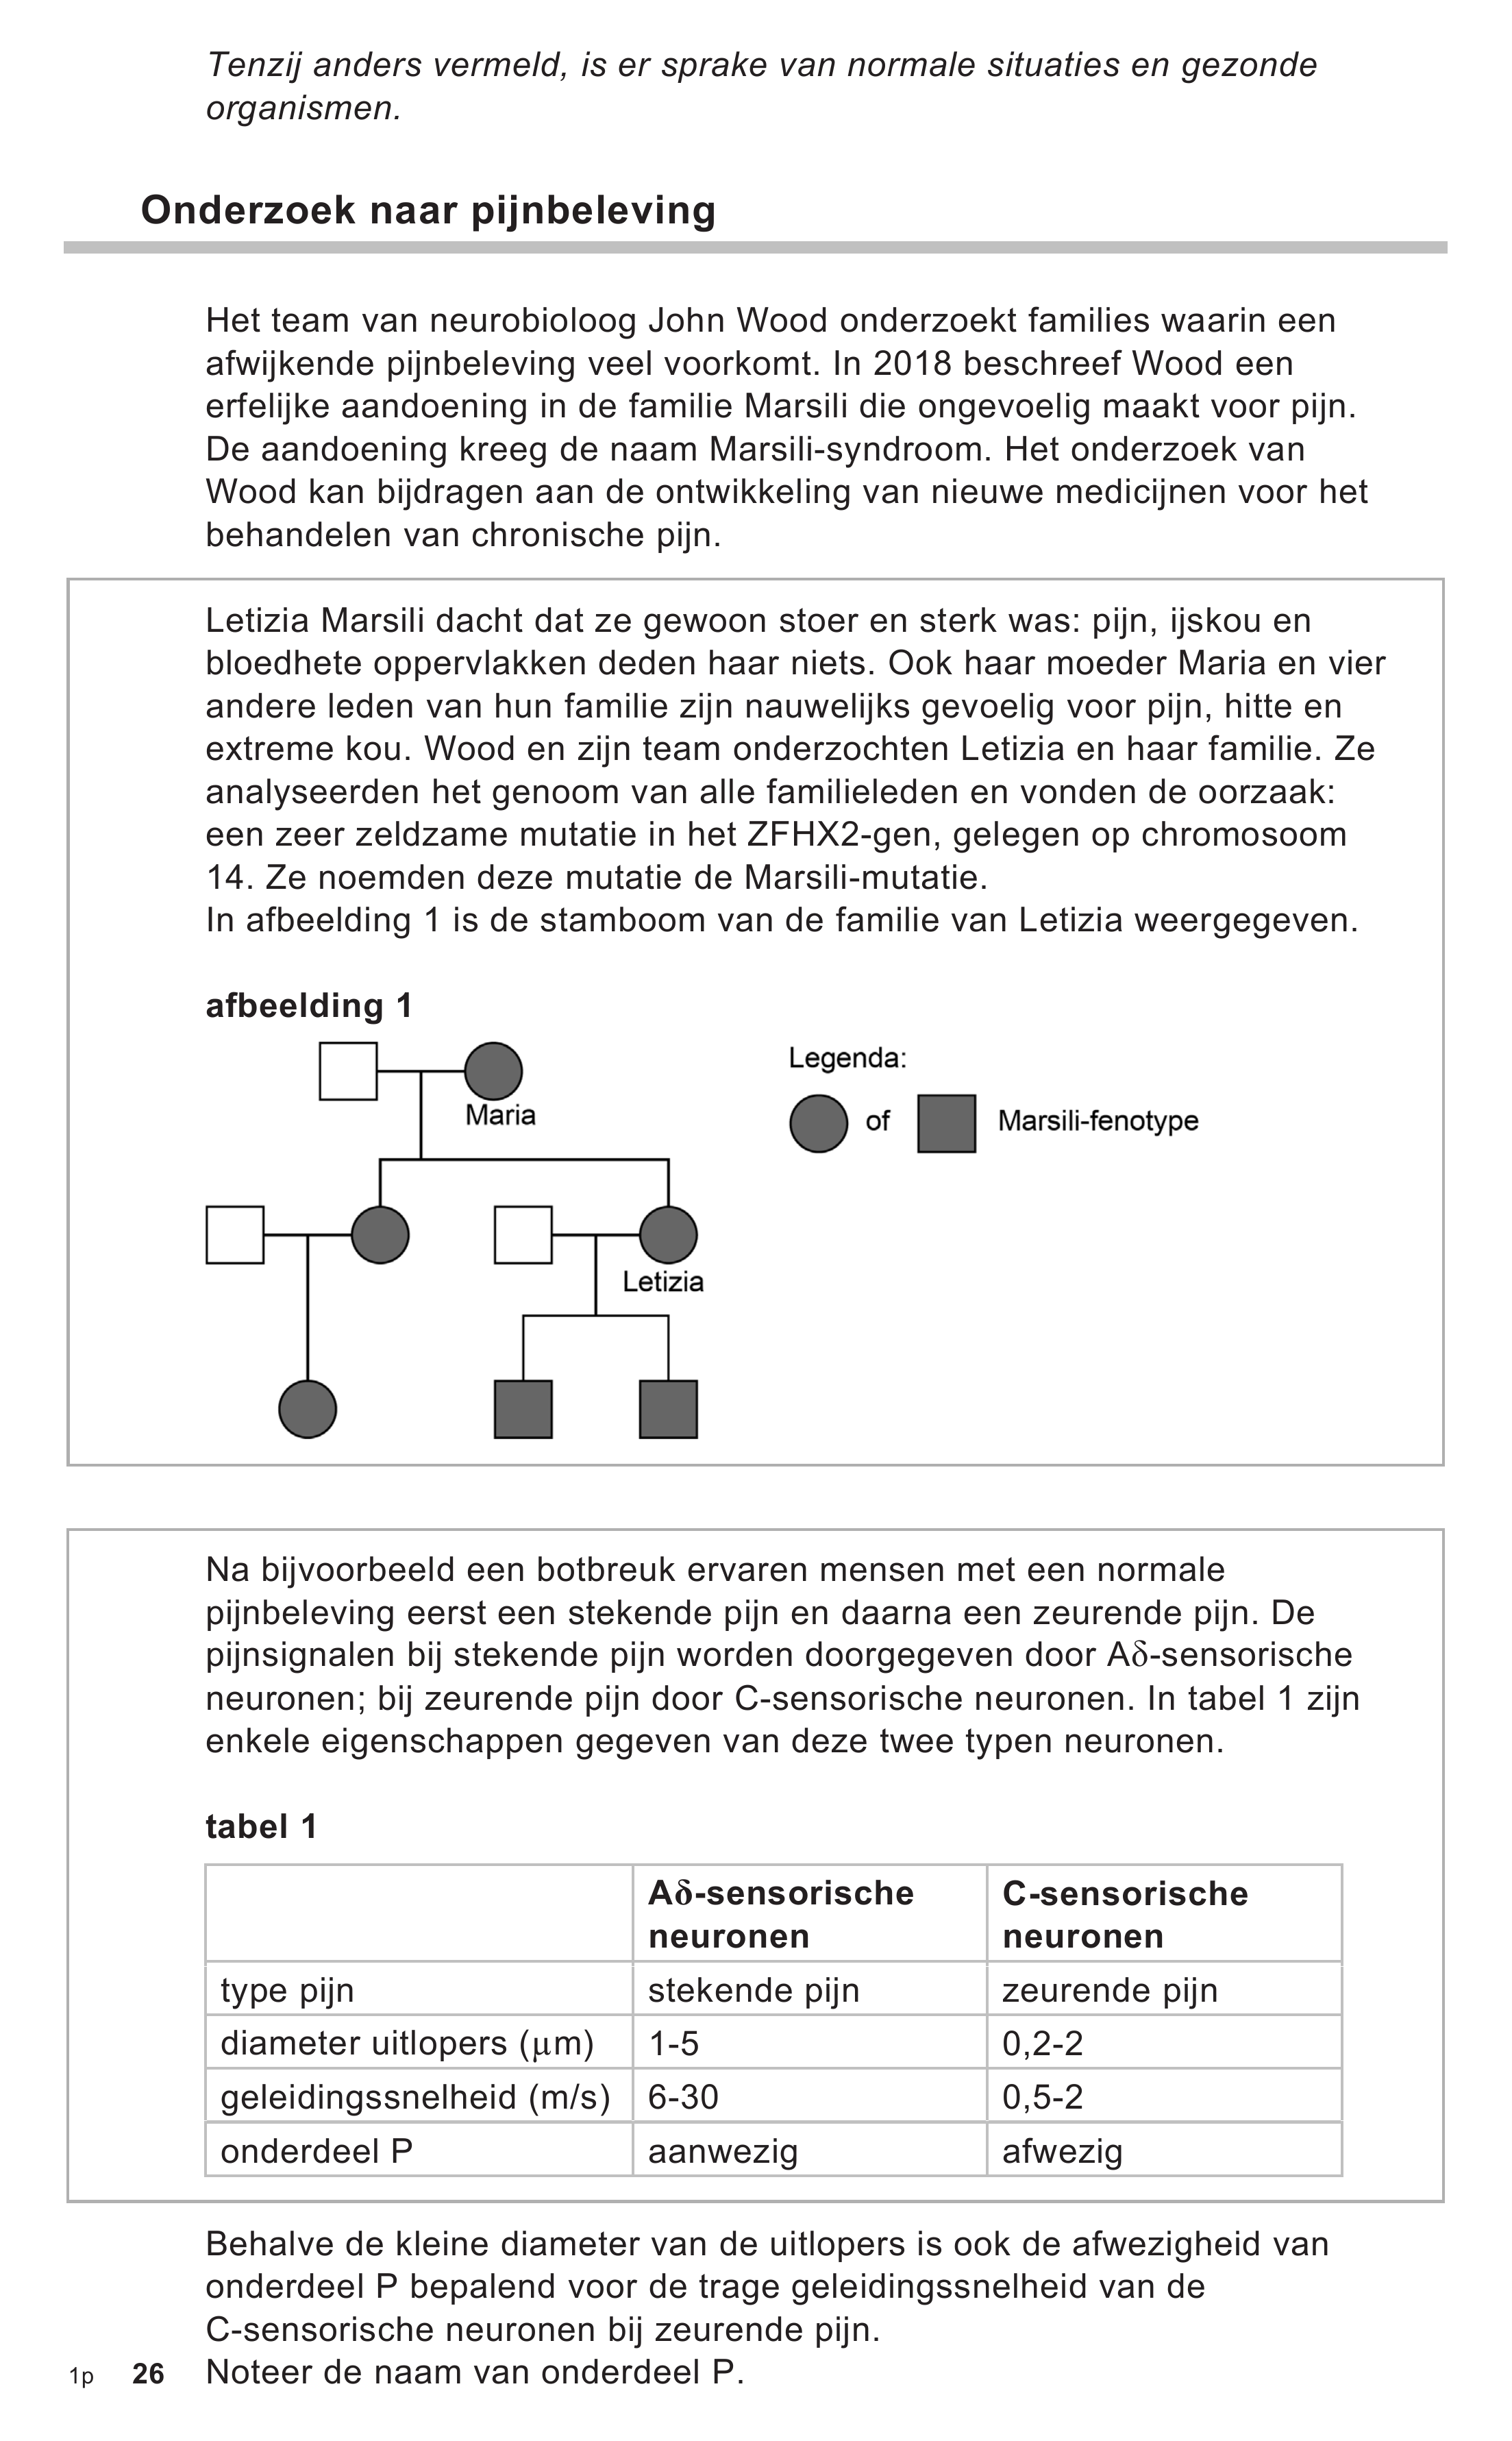 Tenzij anders vermeld, is er sprake van normale situaties en gezonde
organismen.
Onderzoek naar pijnbeleving
Het team van neurobioloog John Wood onderzoekt families waarin een
afwijkende pijnbeleving veel voorkomt. In 2018 beschreef Wood een
erfelijke aandoening in de familie Marsili die ongevoelig maakt voor pijn.
De aandoening kreeg de naam Marsili-syndroom. Het onderzoek van
Wood kan bijdragen aan de ontwikkeling van nieuwe medicijnen voor het
behandelen van chronische pijn.
Letizia Marsili dacht dat ze gewoon stoer en sterk was: pijn, ijskou en
bloedhete oppervlakken deden haar niets. Ook haar moeder Maria en vier
andere leden van hun familie zijn nauwelijks gevoelig voor pijn, hitte en
extreme kou. Wood en zijn team onderzochten Letizia en haar familie. Ze
analyseerden het genoom van alle familieleden en vonden de oorzaak:
een zeer zeldzame mutatie in het ZFHX2-gen, gelegen op chromosoom
14. Ze noemden deze mutatie de Marsili-mutatie.
In afbeelding 1 is de stamboom van de familie van Letizia weergegeven.
afbeelding 1
Maria
Letizia
Legenda:
of Marsili-fenotype
Na bijvoorbeeld een botbreuk ervaren mensen met een normale
pijnbeleving eerst een stekende pijn en daarna een zeurende pijn. De
pijnsignalen bij stekende pijn worden doorgegeven door Aδ-sensorische
neuronen; bij zeurende pijn door C-sensorische neuronen. In tabel 1 zijn
enkele eigenschappen gegeven van deze twee typen neuronen.
tabel 1
Aδ-sensorische C-sensorische
neuronen neuronen
type pijn stekende pijn zeurende pijn
diameter uitlopers (μm) 1-5 0,2-2
geleidingssnelheid (m/s) 6-30 0,5-2
onderdeel P aanwezig afwezig
Behalve de kleine diameter van de uitlopers is ook de afwezigheid van
onderdeel P bepalend voor de trage geleidingssnelheid van de
C-sensorische neuronen bij zeurende pijn.
1p 26 Noteer de naam van onderdeel P.